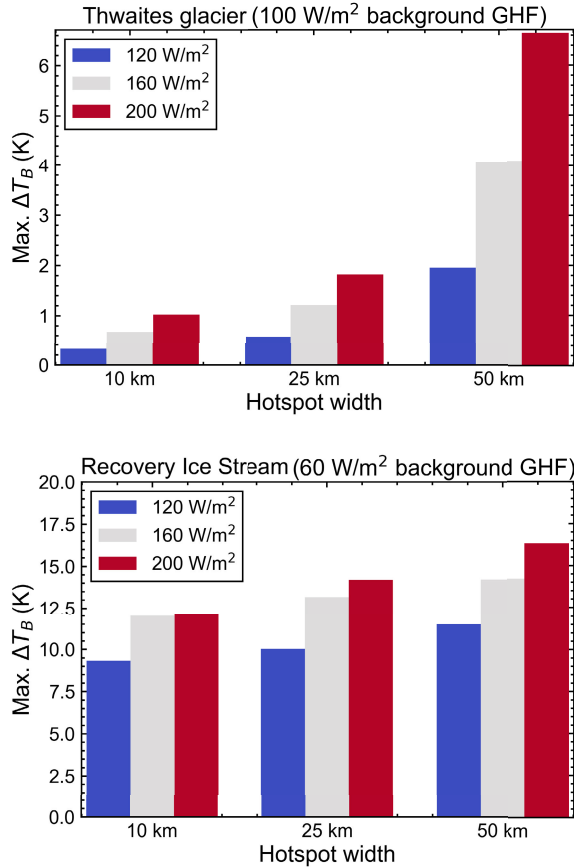 Thwaites glacier (100 W/m² background GHF)
120 W/m²
160 W/m²
200 W/m²
Max. ΔT_B (K)
6
5
4
3
2
1
0
10 km
25 km
50 km
Hotspot width
Recovery Ice Stream (60 W/m² background GHF)
120 W/m²
160 W/m²
200 W/m²
Max. ΔT_B (K)
20.0
17.5
15.0
12.5
10.0
7.5
5.0
2.5
0.0
10 km
25 km
50 km
Hotspot width